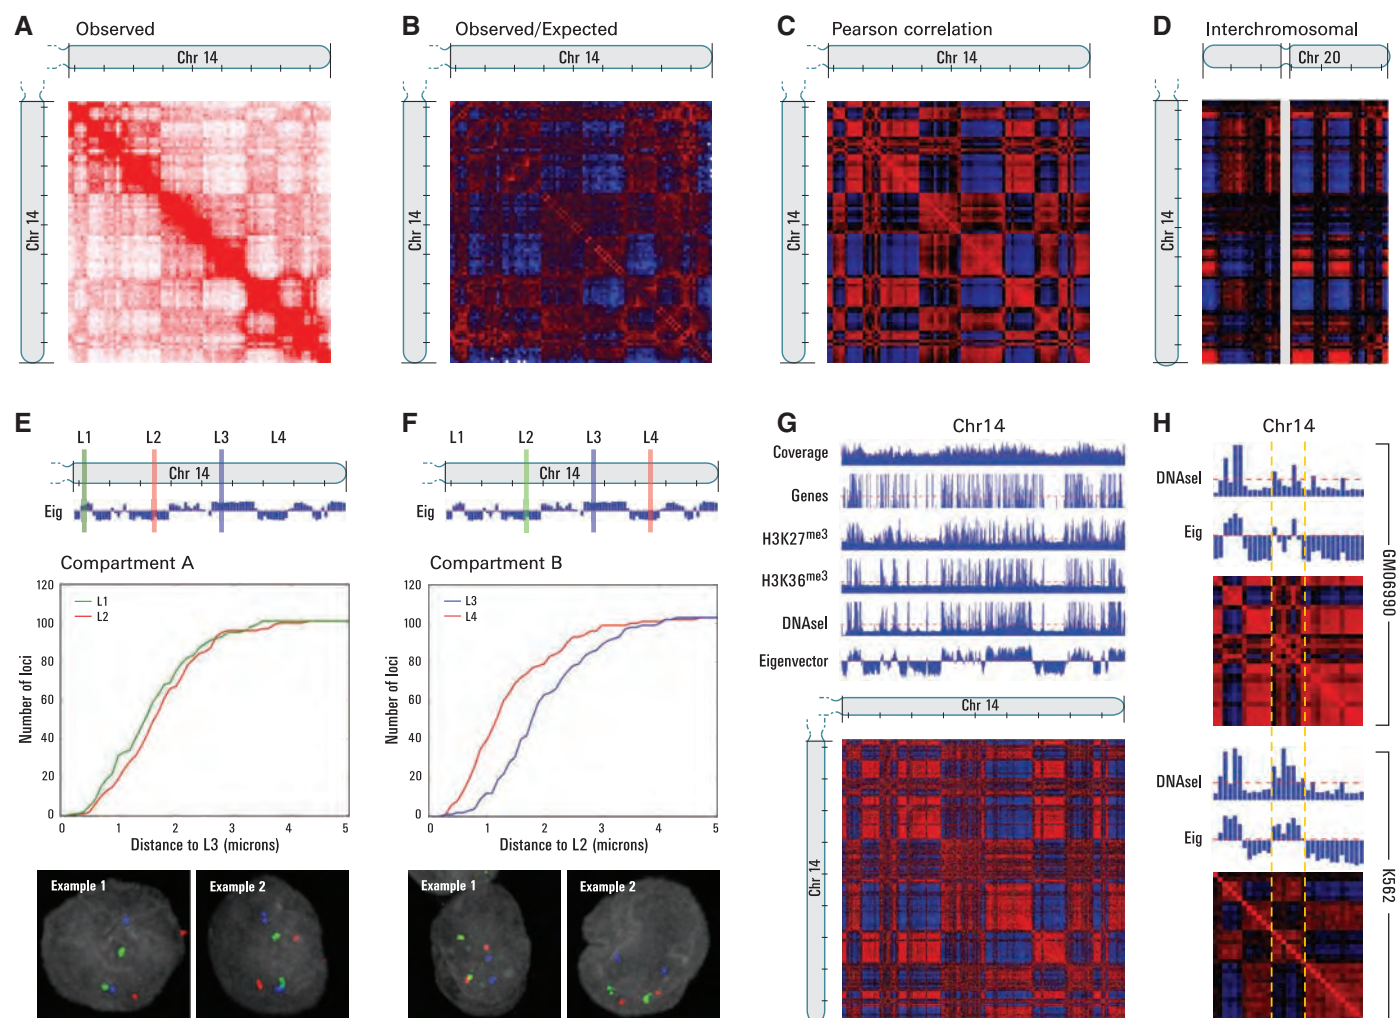 A Observed
Chr 14
Chr 14
B Observed/Expected
Chr 14
Chr 14
C Pearson correlation
Chr 14
Chr 14
D Interchromosomal
Chr 20
Chr 14
E
L1 L2 L3 L4
Chr 14
Eig
Compartment A
120
100
80
60
40
20
0
L1
L2
Number of loci
0 1 2 3 4 5
Distance to L3 (microns)
Example 1
Example 2
F
L1 L2 L3 L4
Chr 14
Eig
Compartment B
120
100
80
60
40
20
0
L3
L4
Number of loci
0 1 2 3 4 5
Distance to L2 (microns)
Example 1
Example 2
G Chr14
Coverage
Genes
H3K27me3
H3K36me3
DNAseI
Eigenvector
Chr 14
Chr 14
H Chr14
DNAseI
Eig
GM06990
DNAseI
Eig
K562